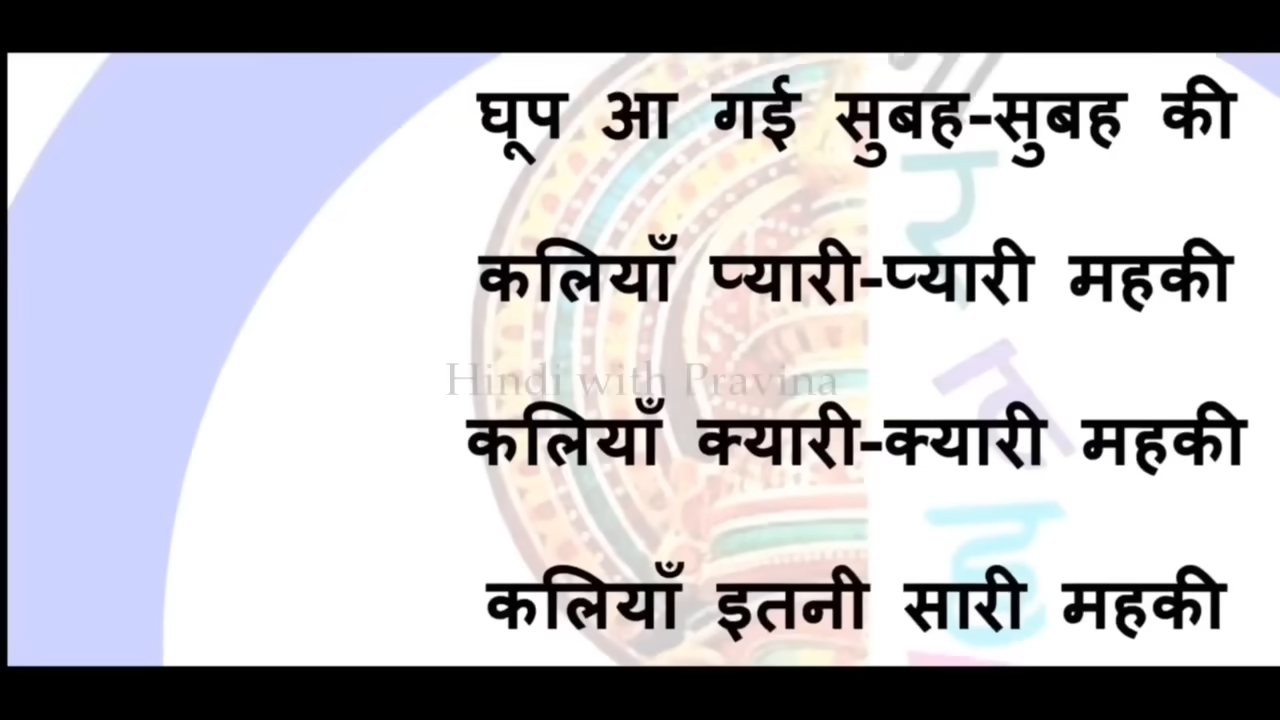 घूप आ गई सुबह-सुबह की
कलियाँ प्यारी-प्यारी महकी
Hindi with Pravina
कलियाँ क्यारी-क्यारी महकी
कलियाँ इतनी सारी महकी